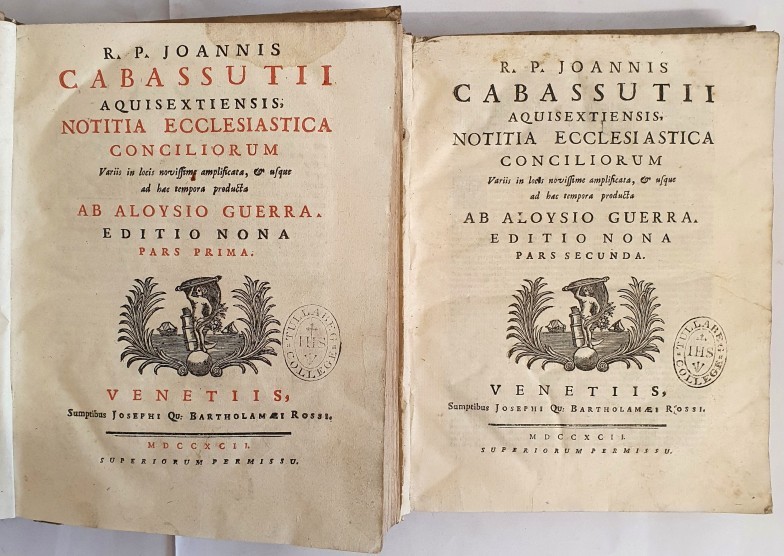 R. P. JOANNIS
CABASSUTII
AQUISEXTIENSIS,
NOTITIA ECCLESIASTICA
CONCILIORUM
Variis in locis novissime amplificata, & usque
ad hæc tempora producta
AB ALOYSIO GUERRA.
EDITIO NONA
PARS PRIMA.
TULLABEG
IHS
COLLEGE
VENETIIS,
Sumptibus JOSEPHI QU: BARTHOLAMÆI ROSSI.
MDCCXCII.
SUPERIORUM PERMISSU.
R. P. JOANNIS
CABASSUTII
AQUISEXTIENSIS,
NOTITIA ECCLESIASTICA
CONCILIORUM
Variis in locis novissime amplificata, & usque
ad hæc tempora producta
AB ALOYSIO GUERRA.
EDITIO NONA
PARS SECUNDA.
TULLABEG
IHS
COLLEGE
VENETIIS,
Sumptibus JOSEPHI QU: BARTHOLAMÆI ROSSI.
MDCCXCII.
SUPERIORUM PERMISSU.